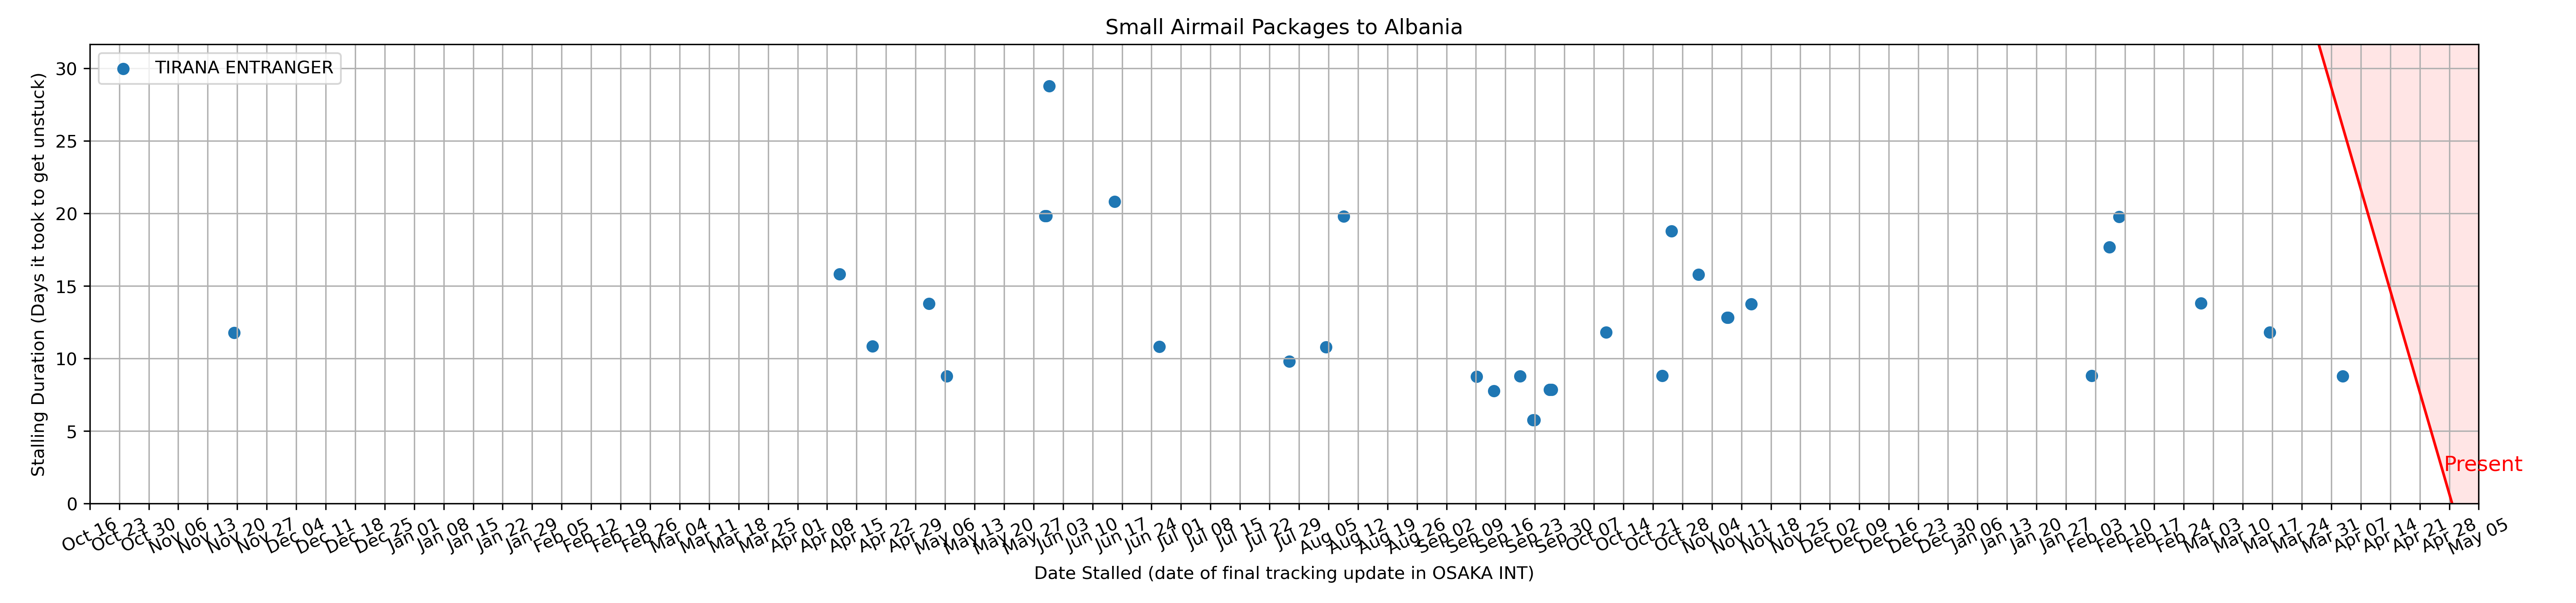 Small Airmail Packages to Albania
TIRANA ENTRANGER
Stalling Duration (Days it took to get unstuck)
30
25
20
15
10
5
0
Present
Oct 16
Oct 23
Oct 30
Nov 06
Nov 13
Nov 20
Nov 27
Dec 04
Dec 11
Dec 18
Dec 25
Jan 01
Jan 08
Jan 15
Jan 22
Jan 29
Feb 05
Feb 12
Feb 19
Feb 26
Mar 04
Mar 11
Mar 18
Mar 25
Apr 01
Apr 08
Apr 15
Apr 22
Apr 29
May 06
May 13
May 20
May 27
Jun 03
Jun 10
Jun 17
Jun 24
Jul 01
Jul 08
Jul 15
Jul 22
Jul 29
Aug 05
Aug 12
Aug 19
Aug 26
Sep 02
Sep 09
Sep 16
Sep 23
Sep 30
Oct 07
Oct 14
Oct 21
Oct 28
Nov 04
Nov 11
Nov 18
Nov 25
Dec 02
Dec 09
Dec 16
Dec 23
Dec 30
Jan 06
Jan 13
Jan 20
Jan 27
Feb 03
Feb 10
Feb 17
Feb 24
Mar 03
Mar 10
Mar 17
Mar 24
Mar 31
Apr 07
Apr 14
Apr 21
Apr 28
May 05
Date Stalled (date of final tracking update in OSAKA INT)